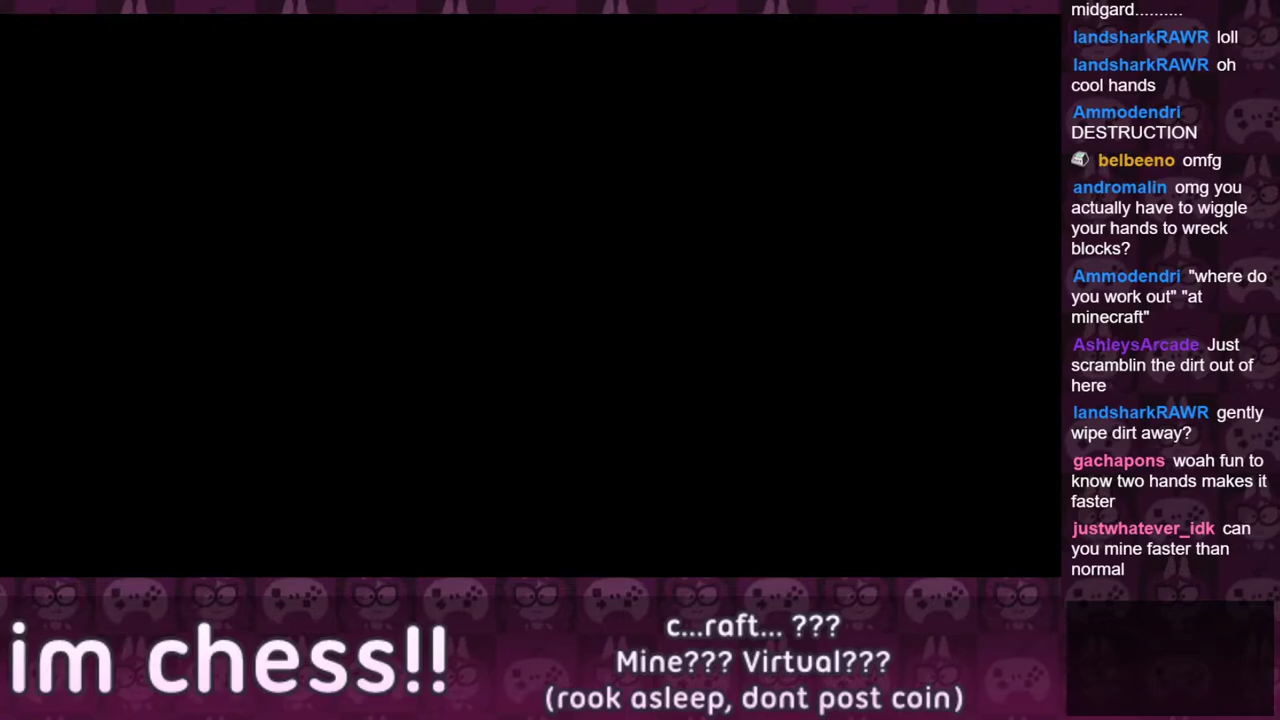 midgard..........
landsharkRAWR loll
landsharkRAWR oh
cool hands
Ammodendri
DESTRUCTION
belbeeno omfg
andromalin omg you
actually have to wiggle
your hands to wreck
blocks?
Ammodendri "where do
you work out" "at
minecraft"
AshleysArcade Just
scramblin the dirt out of
here
landsharkRAWR gently
wipe dirt away?
gachapons woah fun to
know two hands makes it
faster
justwhatever_idk can
you mine faster than
normal
im chess!!
c...raft... ???
Mine??? Virtual???
(rook asleep, dont post coin)